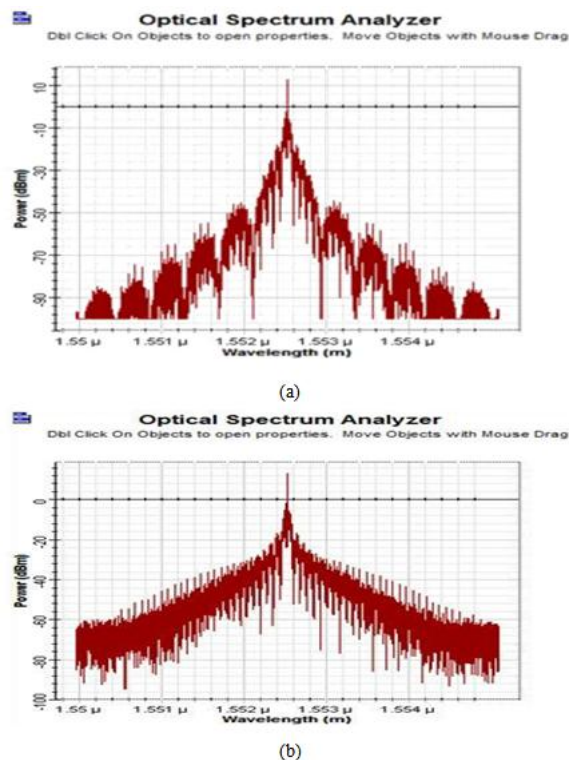 Optical Spectrum Analyzer
Dbl Click On Objects to open properties. Move Objects with Mouse Drag
Power (dBm)
10
-10
-30
-50
-70
-90
1.55 µ 1.551 µ 1.552 µ 1.553 µ 1.554 µ
Wavelength (m)
(a)
Optical Spectrum Analyzer
Dbl Click On Objects to open properties. Move Objects with Mouse Drag
Power (dBm)
0
-20
-40
-60
-80
-100
1.55 µ 1.551 µ 1.552 µ 1.553 µ 1.554 µ
Wavelength (m)
(b)